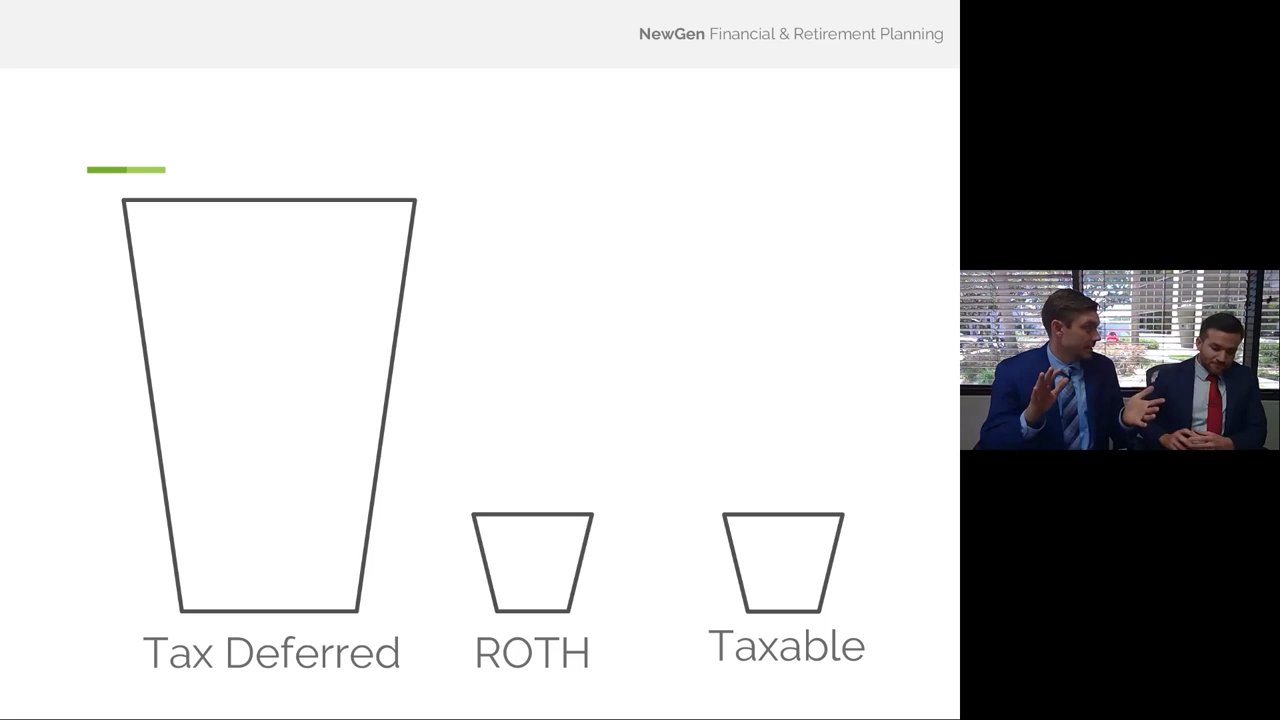 NewGen Financial & Retirement Planning
Tax Deferred
ROTH
Taxable